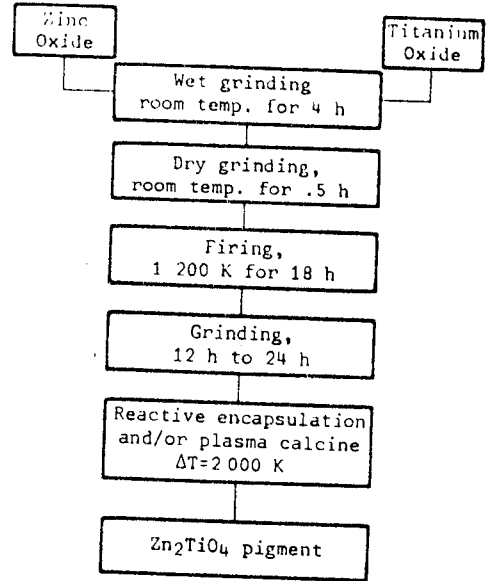 Zinc
Oxide
Titanium
Oxide
Wet grinding
room temp. for 4 h
Dry grinding,
room temp. for .5 h
Firing,
1 200 K for 18 h
Grinding,
12 h to 24 h
Reactive encapsulation
and/or plasma calcine
ΔT=2 000 K
Zn₂TiO₄ pigment